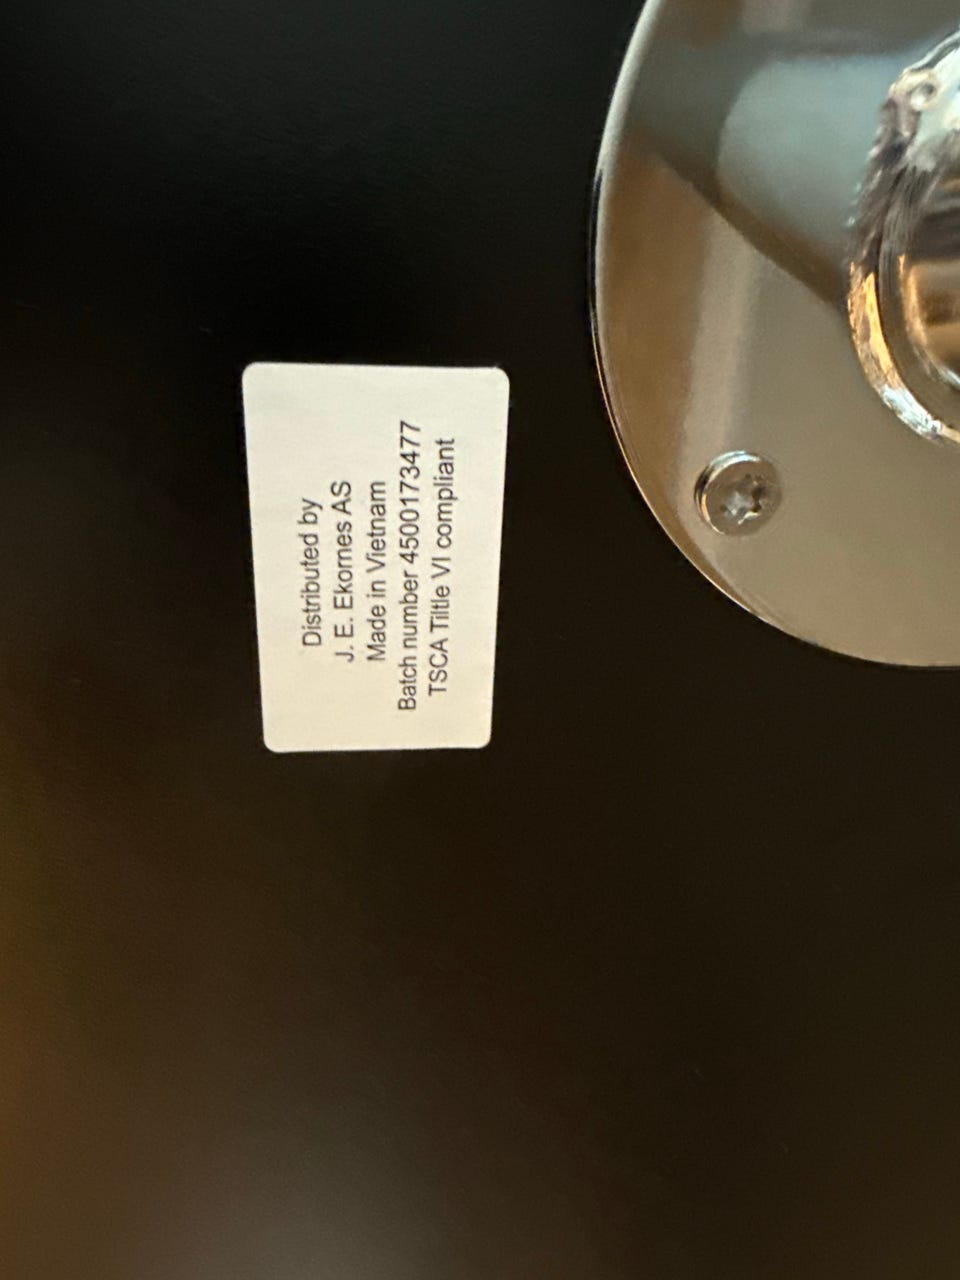 Distributed by
J. E. Ekornes AS
Made in Vietnam
Batch number 4500173477
TSCA Tiltle VI compliant